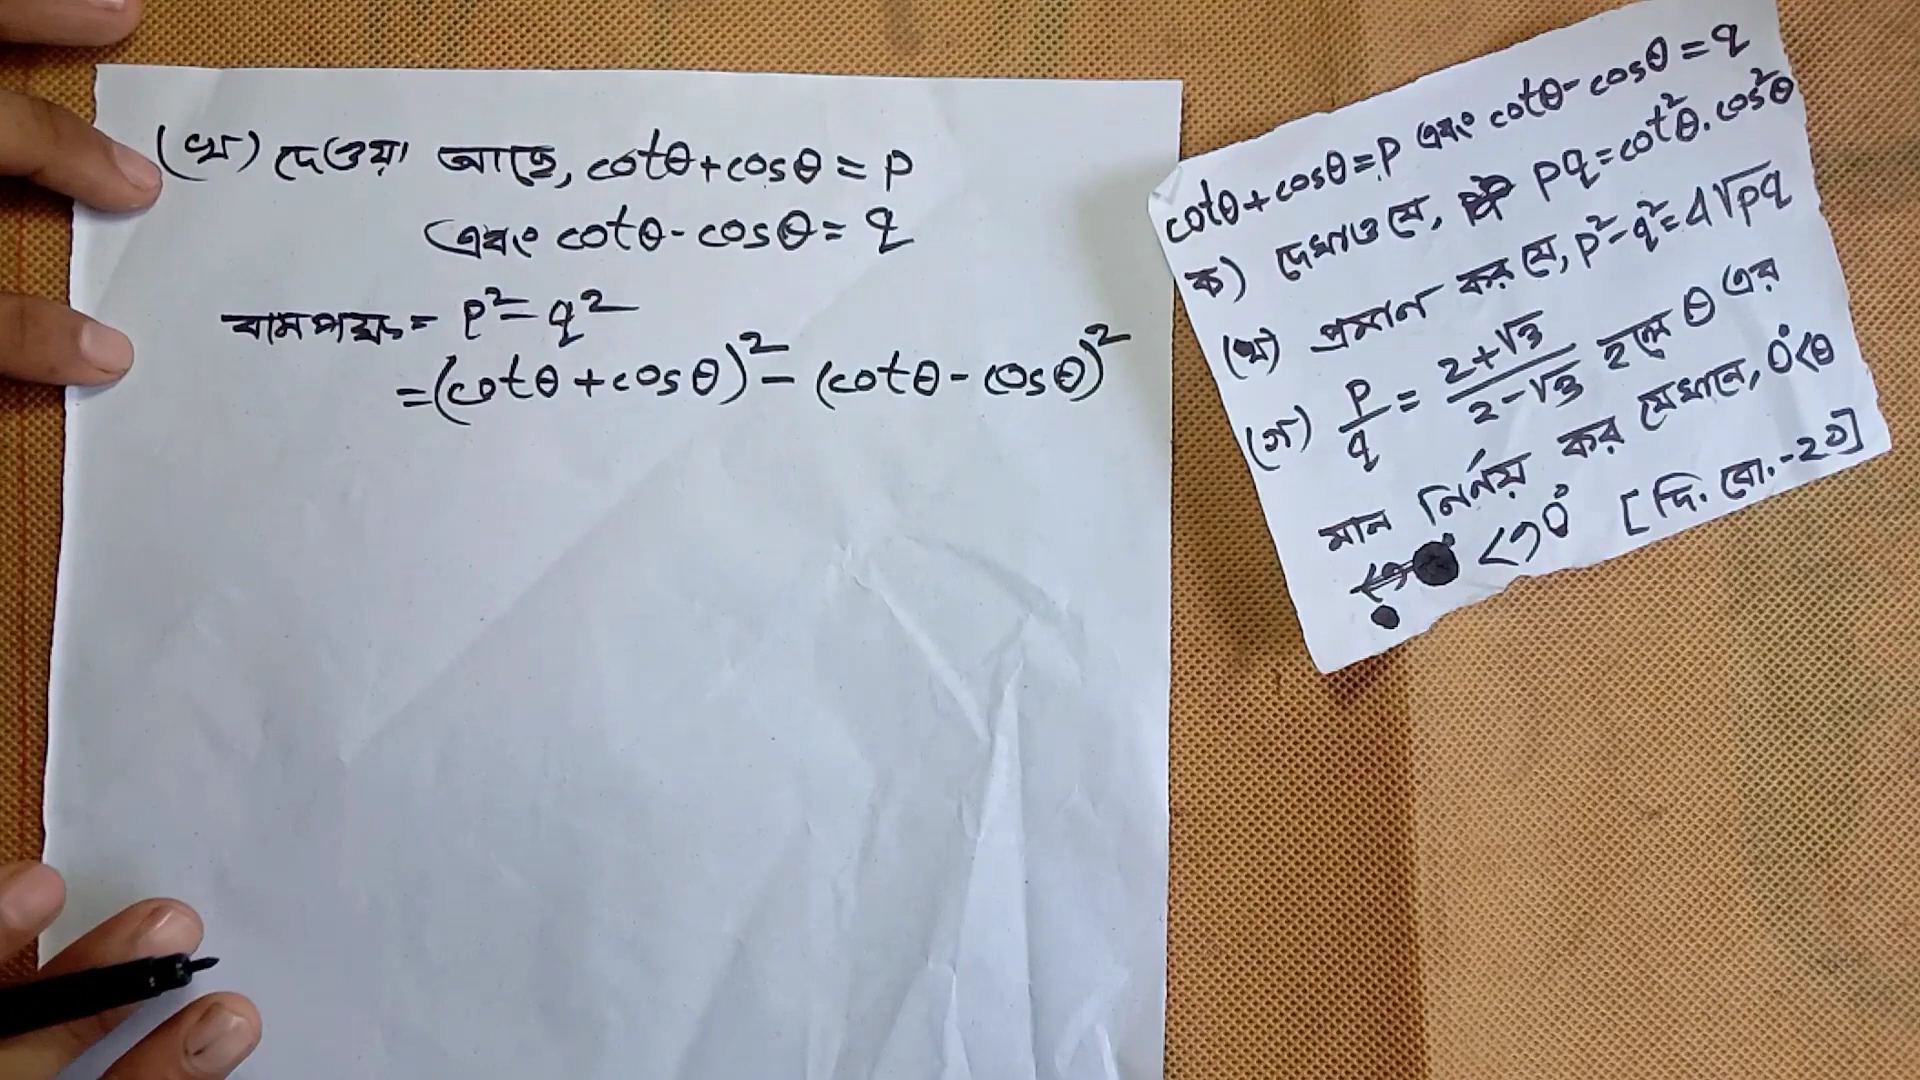 (খ) দেওয়া আছে, cotθ+cosθ=p
এবং cotθ-cosθ=q
বামপক্ষ= p²-q²
=(cotθ+cosθ)²-(cotθ-cosθ)²
cotθ+cosθ=p এবং cotθ-cosθ=q
ক) দেখাও যে, pq=cot²θ.cos²θ
(খ) প্রমাণ কর যে, p²-q²=4√pq
(গ) p/q = 2+√3/2-√3 হলে θ এর
মান নির্ণয় কর যেখানে, 0°<θ
<90° [দি. বো.-20]